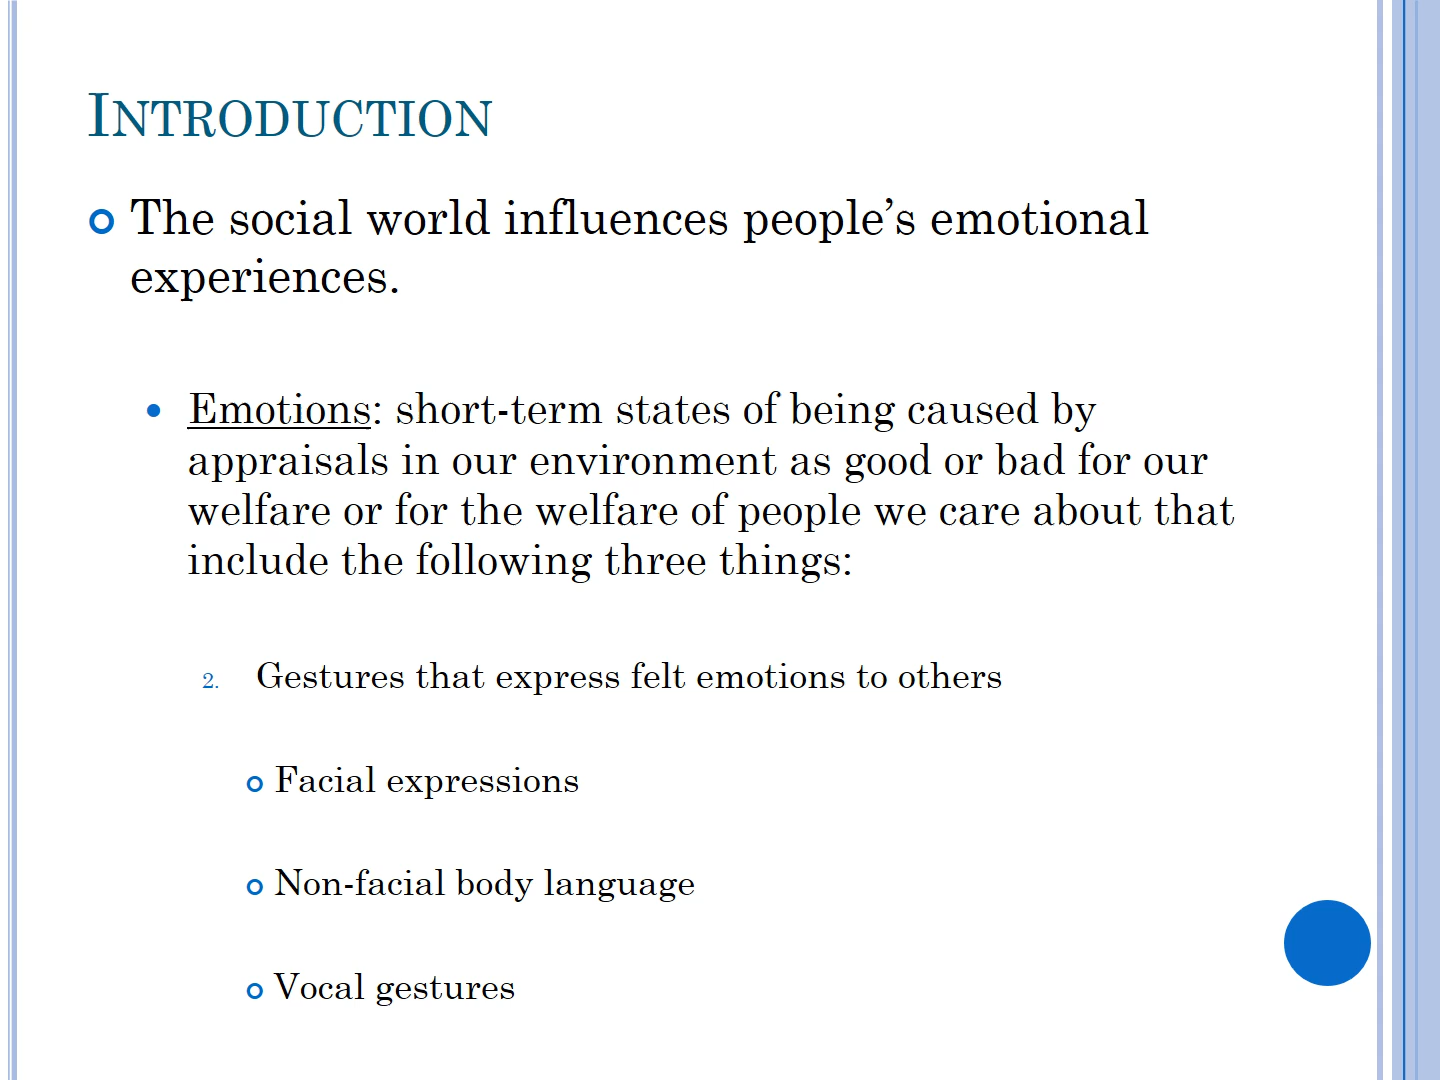 INTRODUCTION
The social world influences people’s emotional
experiences.
Emotions: short-term states of being caused by
appraisals in our environment as good or bad for our
welfare or for the welfare of people we care about that
include the following three things:
2. Gestures that express felt emotions to others
Facial expressions
Non-facial body language
Vocal gestures